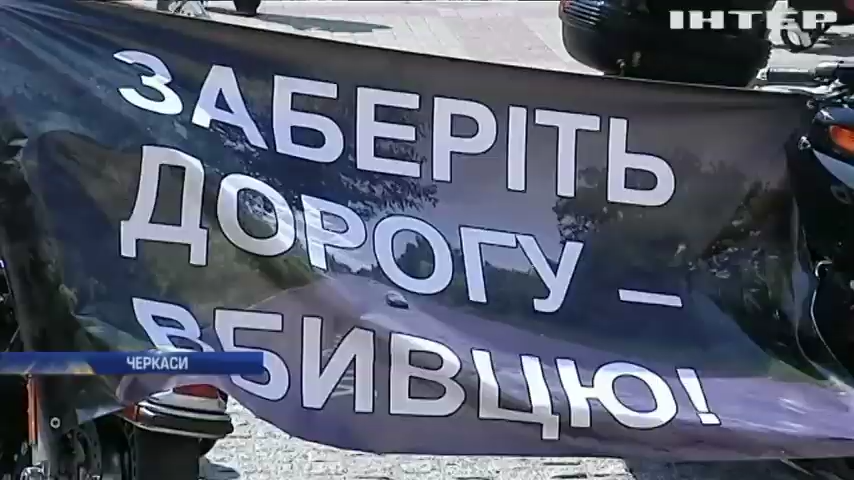 ІНТЕР
ЗАБЕРІТЬ
ДОРОГУ –
ВБИВЦЮ!
ЧЕРКАСИ